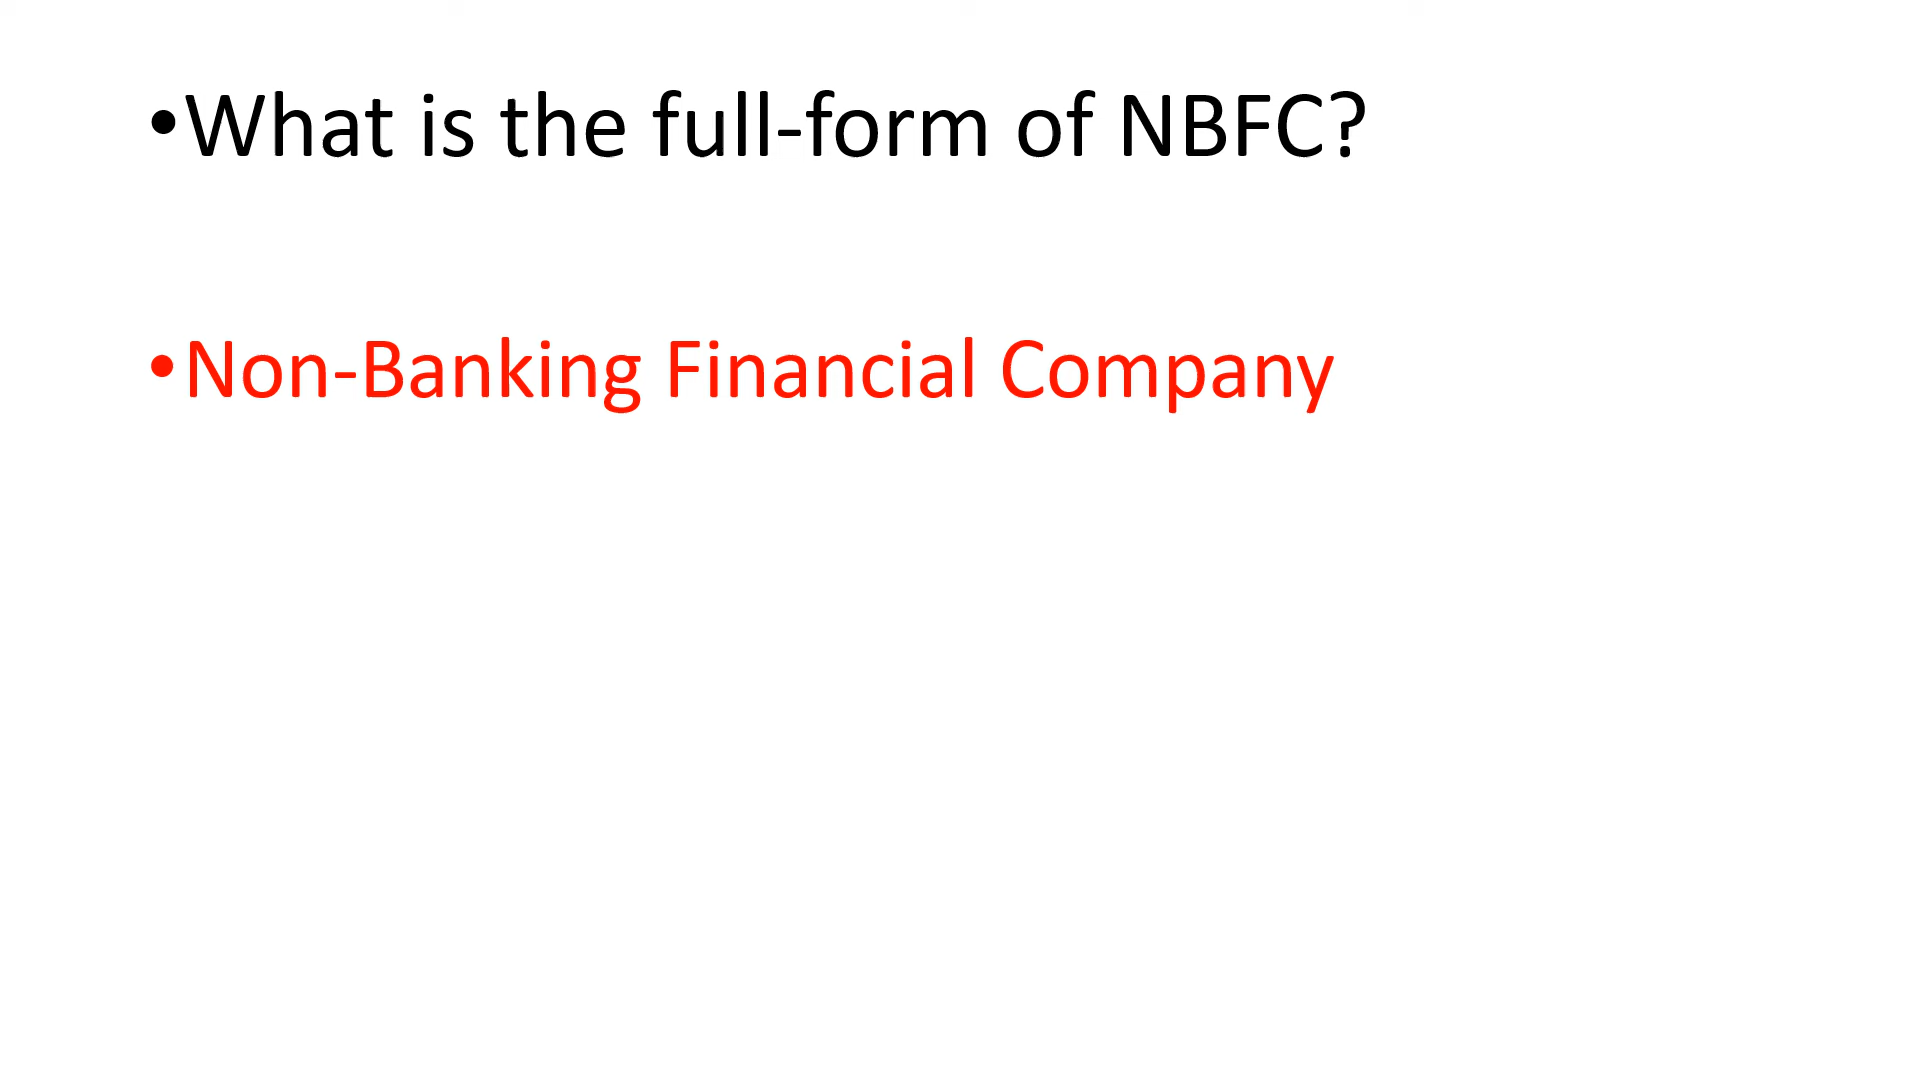 •What is the full-form of NBFC?
•Non-Banking Financial Company